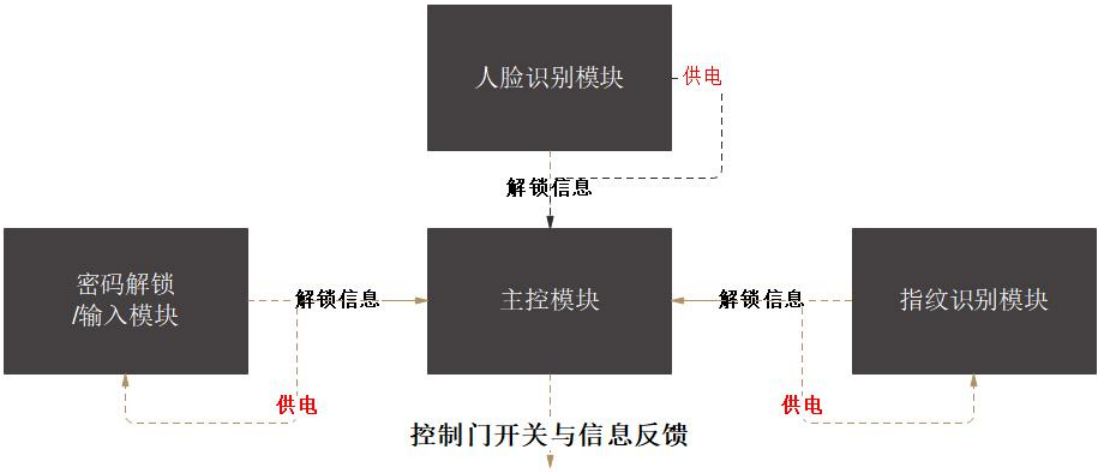 人脸识别模块
供电
解锁信息
密码解锁
/输入模块
解锁信息
主控模块
解锁信息
指纹识别模块
供电
供电
控制门开关与信息反馈